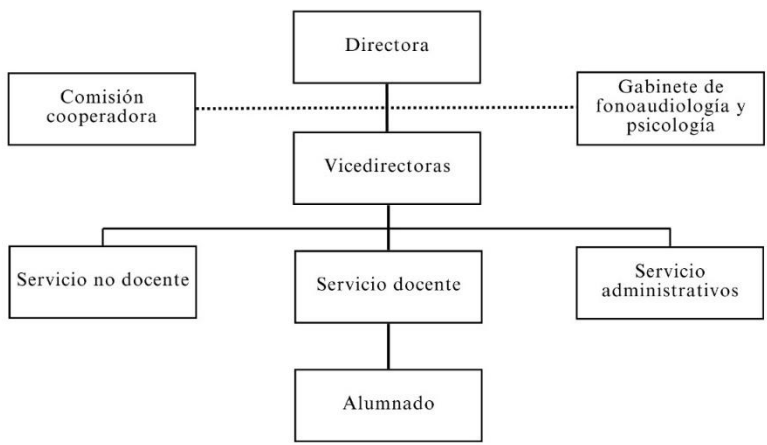 Directora
Comisión
cooperadora
Gabinete de
fonoaudiología y
psicología
Vicedirectoras
Servicio no docente
Servicio docente
Servicio
administrativos
Alumnado